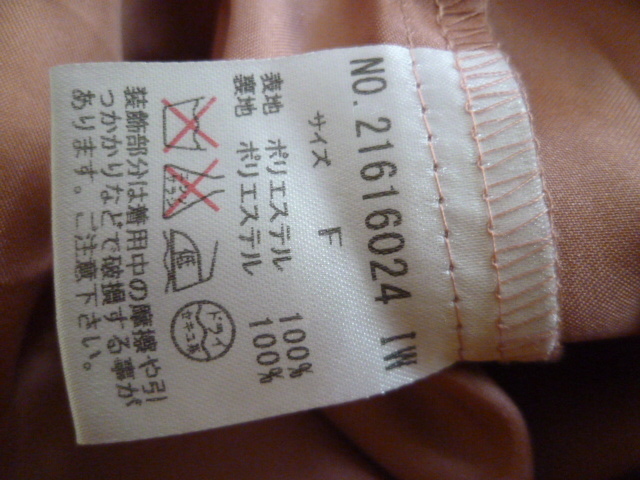 NO. 21616024 IW
サイズ F
表地 ポリエステル 100%
裏地 ポリエステル 100%
低
ドライ
セキユ系
装飾部分は着用中の摩擦や引
っかかりなどで破損する事が
あります。ご注意下さい。